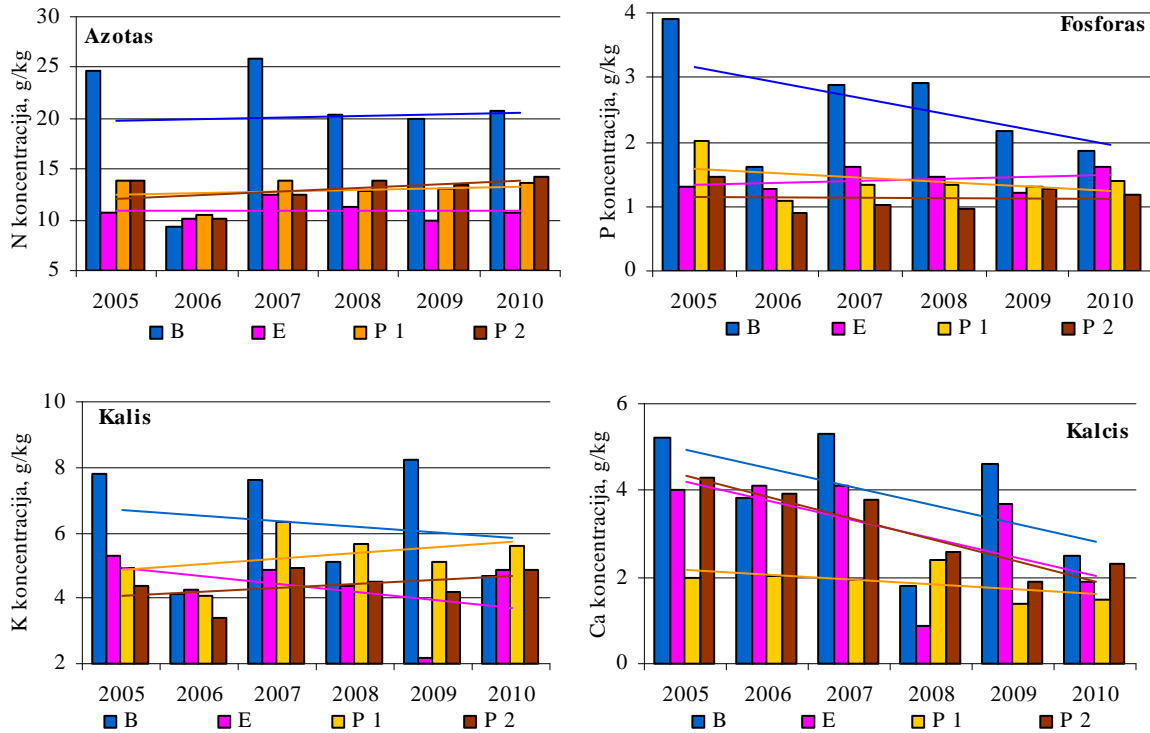 Azotas
N koncentracija, g/kg
30
25
20
15
10
5
2005 2006 2007 2008 2009 2010
B E P 1 P 2
Fosforas
P koncentracija, g/kg
4
3
2
1
0
2005 2006 2007 2008 2009 2010
B E P 1 P 2
Kalis
K koncentracija, g/kg
10
8
6
4
2
2005 2006 2007 2008 2009 2010
B E P 1 P 2
Kalcis
Ca koncentracija, g/kg
6
4
2
0
2005 2006 2007 2008 2009 2010
B E P 1 P 2